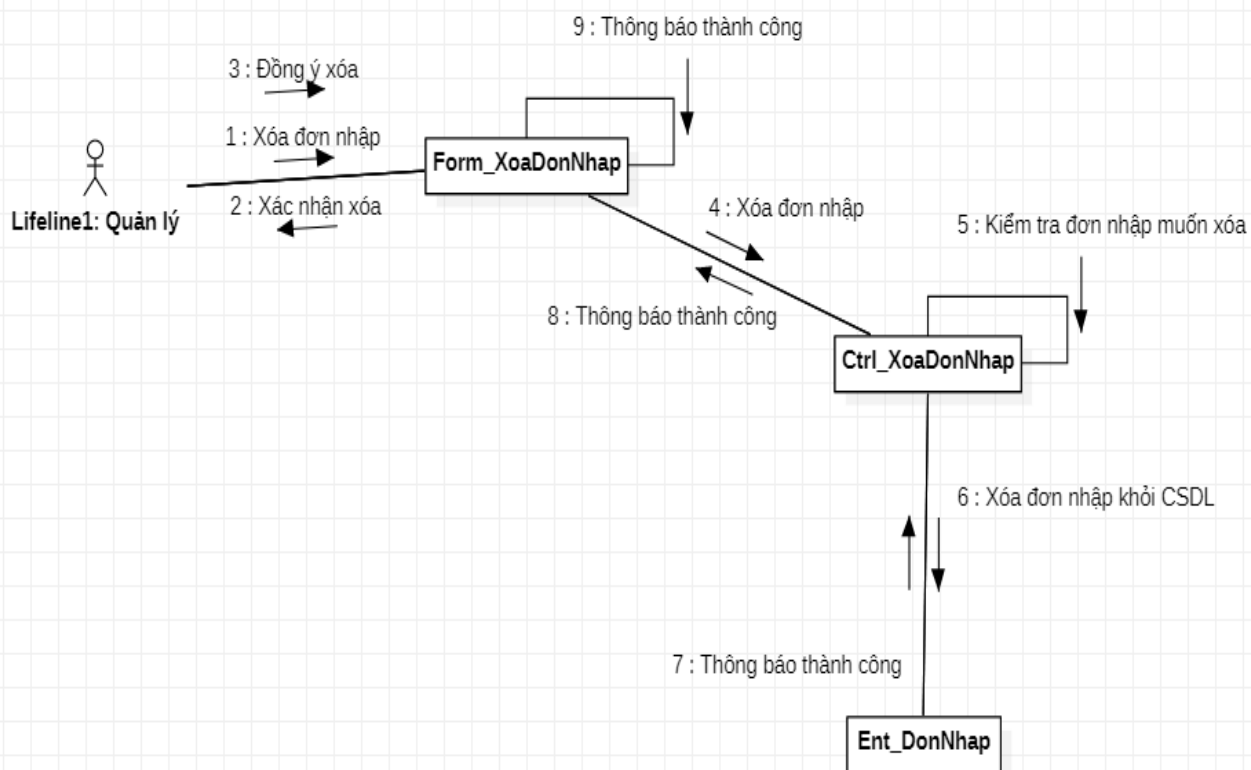 9 : Thông báo thành công
3 : Đồng ý xóa
1 : Xóa đơn nhập
Form_XoaDonNhap
2 : Xác nhận xóa
Lifeline1: Quản lý
4 : Xóa đơn nhập
5 : Kiểm tra đơn nhập muốn xóa
8 : Thông báo thành công
Ctrl_XoaDonNhap
6 : Xóa đơn nhập khỏi CSDL
7 : Thông báo thành công
Ent_DonNhap